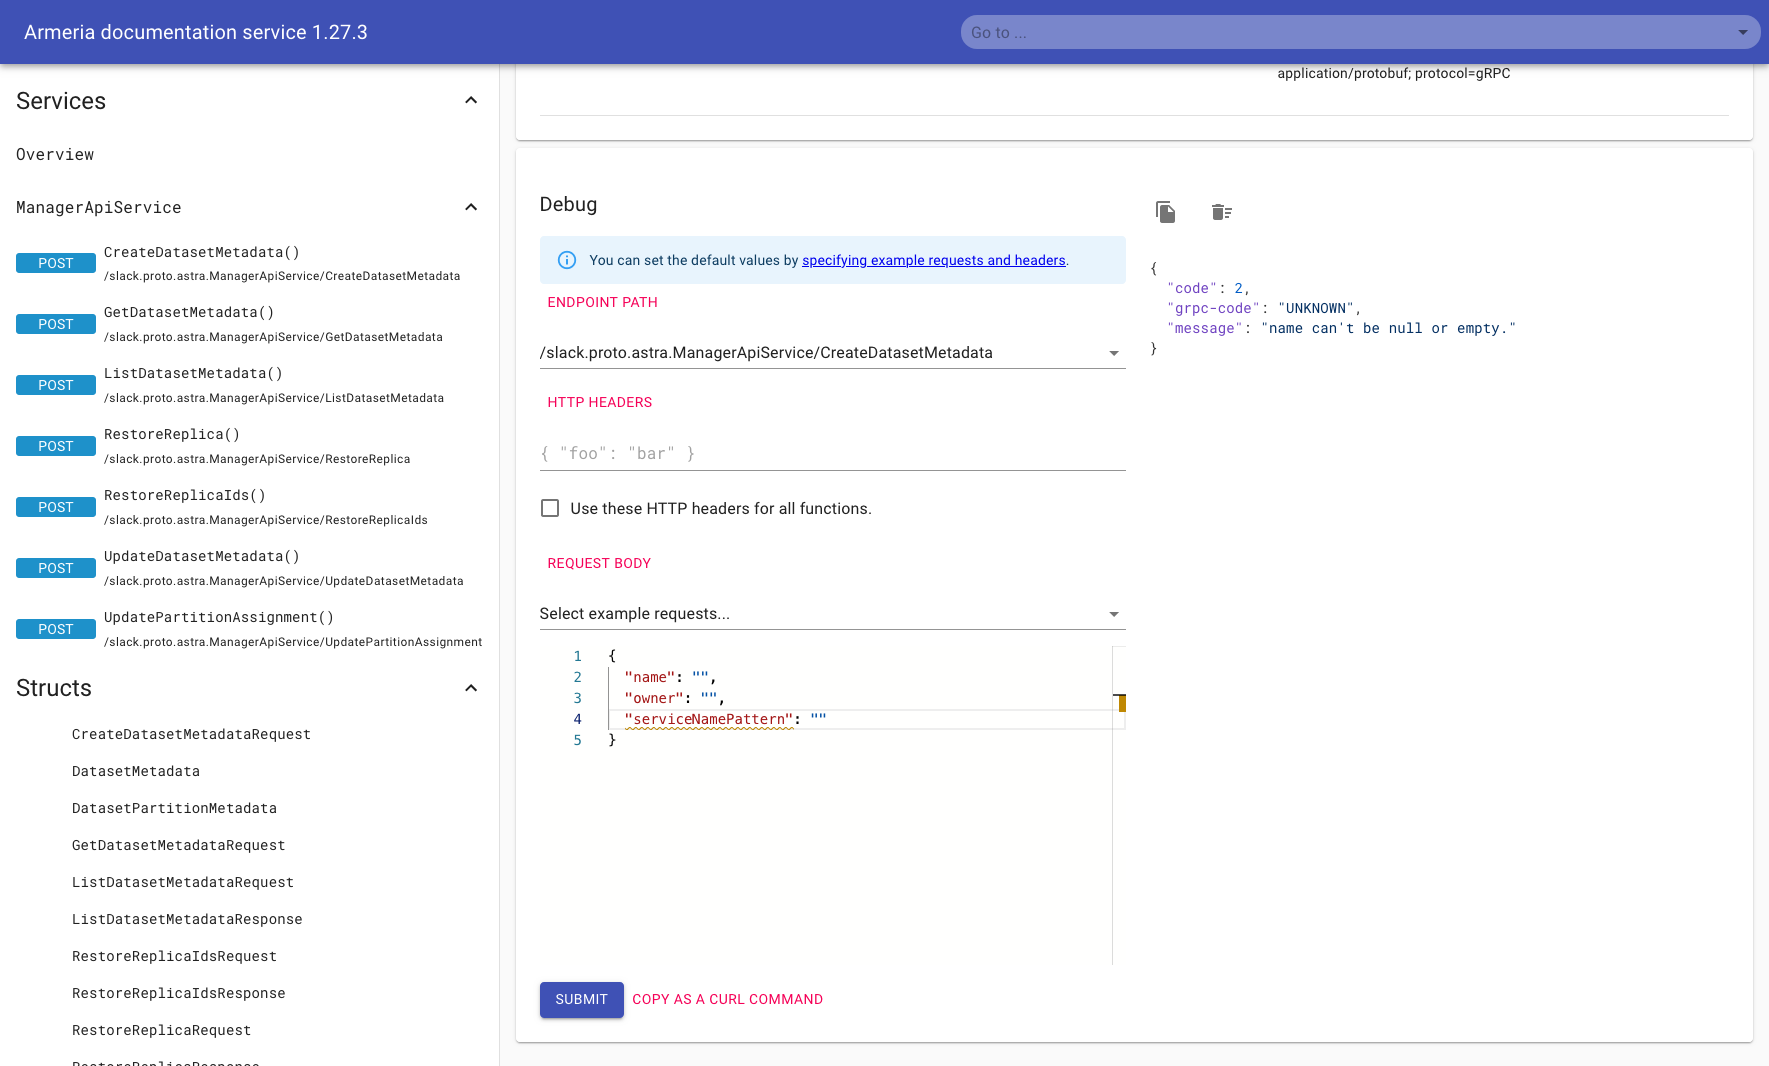 Armeria documentation service 1.27.3
Go to ...
Services
Overview
ManagerApiService
POST
CreateDatasetMetadata()
/slack.proto.astra.ManagerApiService/CreateDatasetMetadata
POST
GetDatasetMetadata()
/slack.proto.astra.ManagerApiService/GetDatasetMetadata
POST
ListDatasetMetadata()
/slack.proto.astra.ManagerApiService/ListDatasetMetadata
POST
RestoreReplica()
/slack.proto.astra.ManagerApiService/RestoreReplica
POST
RestoreReplicaIds()
/slack.proto.astra.ManagerApiService/RestoreReplicaIds
POST
UpdateDatasetMetadata()
/slack.proto.astra.ManagerApiService/UpdateDatasetMetadata
POST
UpdatePartitionAssignment()
/slack.proto.astra.ManagerApiService/UpdatePartitionAssignment
Structs
CreateDatasetMetadataRequest
DatasetMetadata
DatasetPartitionMetadata
GetDatasetMetadataRequest
ListDatasetMetadataRequest
ListDatasetMetadataResponse
RestoreReplicaIdsRequest
RestoreReplicaIdsResponse
RestoreReplicaRequest
RestoreReplicaResponse
application/protobuf; protocol=gRPC
Debug
You can set the default values by specifying example requests and headers.
ENDPOINT PATH
/slack.proto.astra.ManagerApiService/CreateDatasetMetadata
HTTP HEADERS
{ "foo": "bar" }
Use these HTTP headers for all functions.
REQUEST BODY
Select example requests...
1 {
2 "name": "",
3 "owner": "",
4 "serviceNamePattern": ""
5 }
SUBMIT
COPY AS A CURL COMMAND
{
"code": 2,
"grpc-code": "UNKNOWN",
"message": "name can't be null or empty."
}